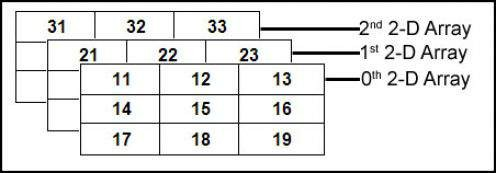 31 32 33 2nd 2-D Array
21 22 23 1st 2-D Array
11 12 13 0th 2-D Array
14 15 16
17 18 19